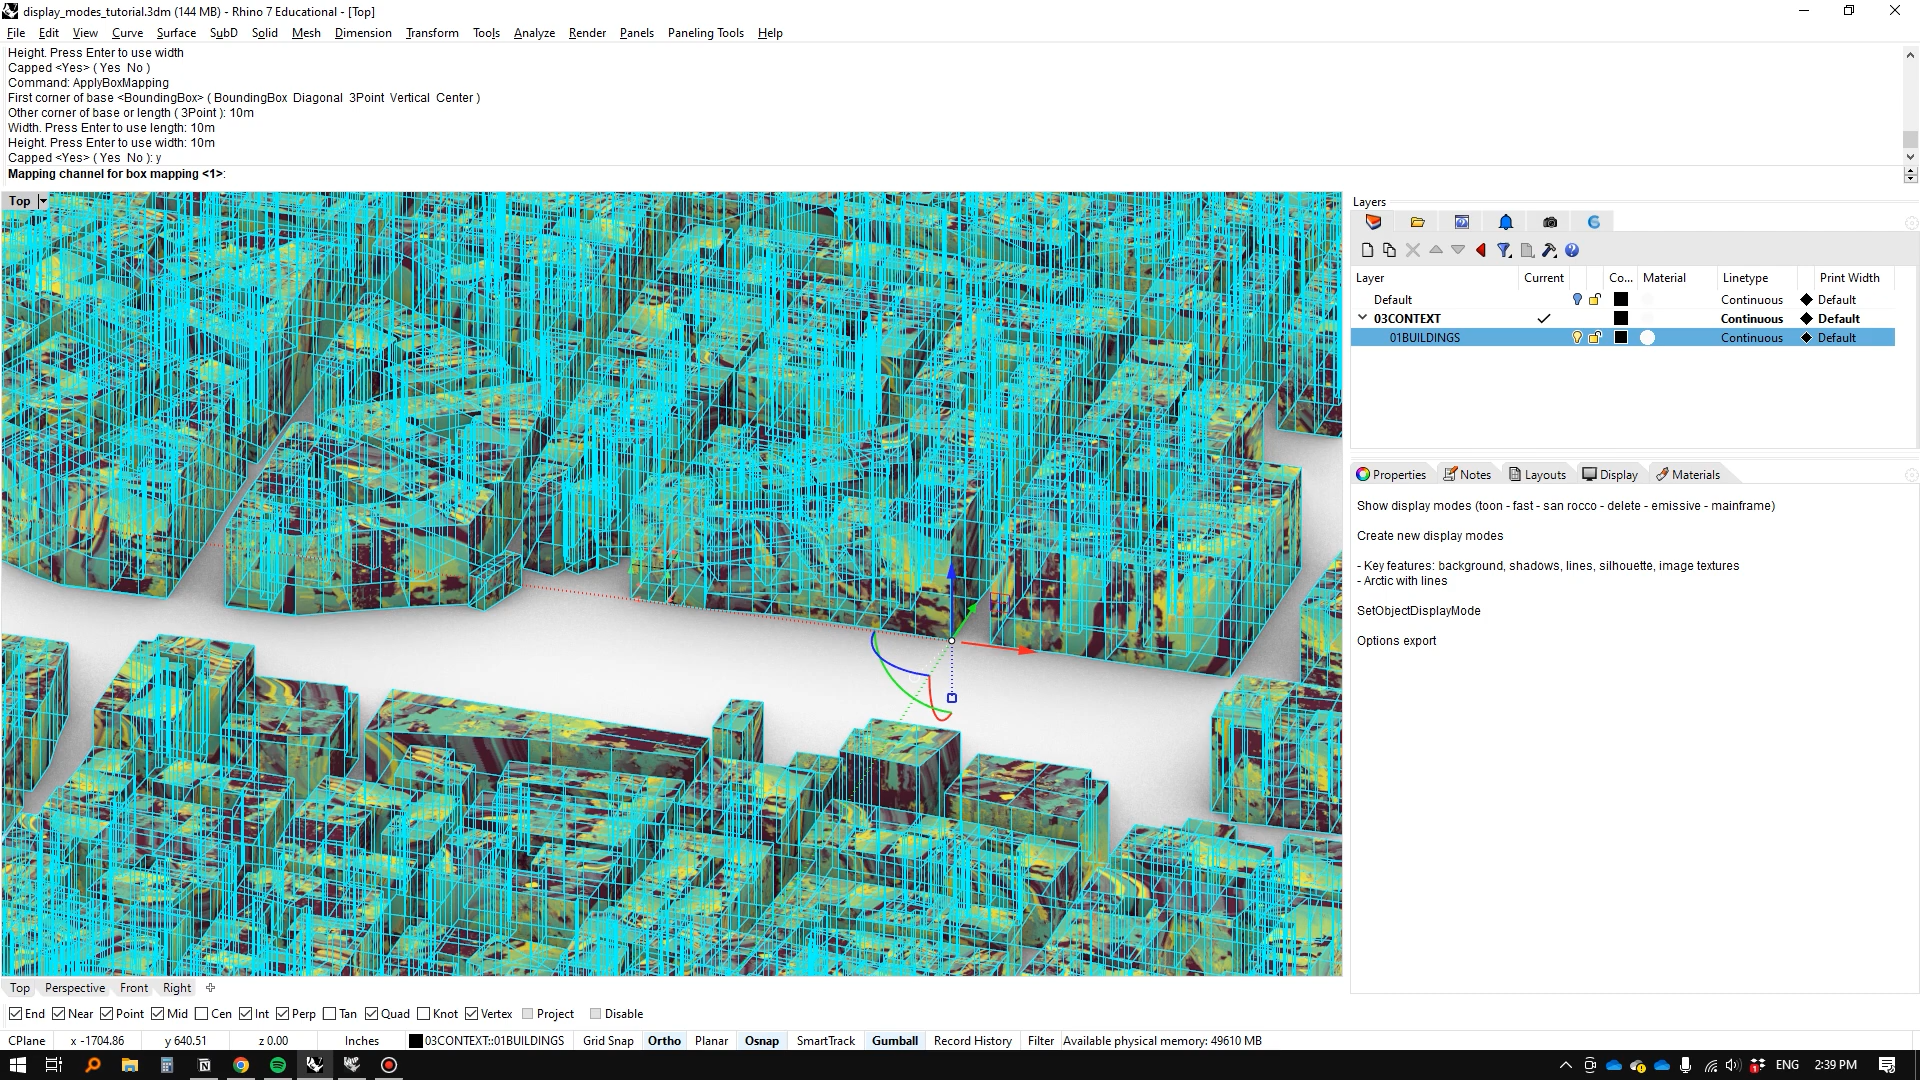 display_modes_tutorial.3dm (144 MB) - Rhino 7 Educational - [Top]
File Edit View Curve Surface SubD Solid Mesh Dimension Transform Tools Analyze Render Panels Paneling Tools Help
Height. Press Enter to use width
Capped <Yes> ( Yes No )
Command: ApplyBoxMapping
First corner of base <BoundingBox> ( BoundingBox Diagonal 3Point Vertical Center )
Other corner of base or length ( 3Point ): 10m
Width. Press Enter to use length: 10m
Height. Press Enter to use width: 10m
Capped <Yes> ( Yes No ): y
Mapping channel for box mapping <1>:
Top
Layers
Layer Current Co... Material Linetype Print Width
Default Continuous Default
03CONTEXT Continuous Default
01BUILDINGS Continuous Default
Properties Notes Layouts Display Materials
Show display modes (toon - fast - san rocco - delete - emissive - mainframe)
Create new display modes
- Key features: background, shadows, lines, silhouette, image textures
- Arctic with lines
SetObjectDisplayMode
Options export
Top Perspective Front Right
End Near Point Mid Cen Int Perp Tan Quad Knot Vertex Project Disable
CPlane x -1704.86 y 640.51 z 0.00 Inches 03CONTEXT::01BUILDINGS Grid Snap Ortho Planar Osnap SmartTrack Gumball Record History Filter Available physical memory: 49610 MB
ENG 2:39 PM